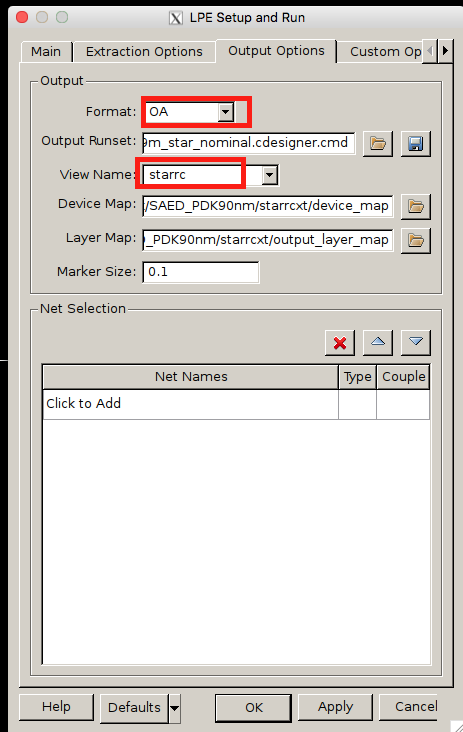 LPE Setup and Run
Main Extraction Options Output Options Custom Op
Output
Format: OA
Output Runset: 9m_star_nominal.cdesigner.cmd
View Name: starrc
Device Map: /SAED_PDK90nm/starrcxt/device_map
Layer Map: _PDK90nm/starrcxt/output_layer_map
Marker Size: 0.1
Net Selection
Net Names Type Couple
Click to Add
Help Defaults OK Apply Cancel